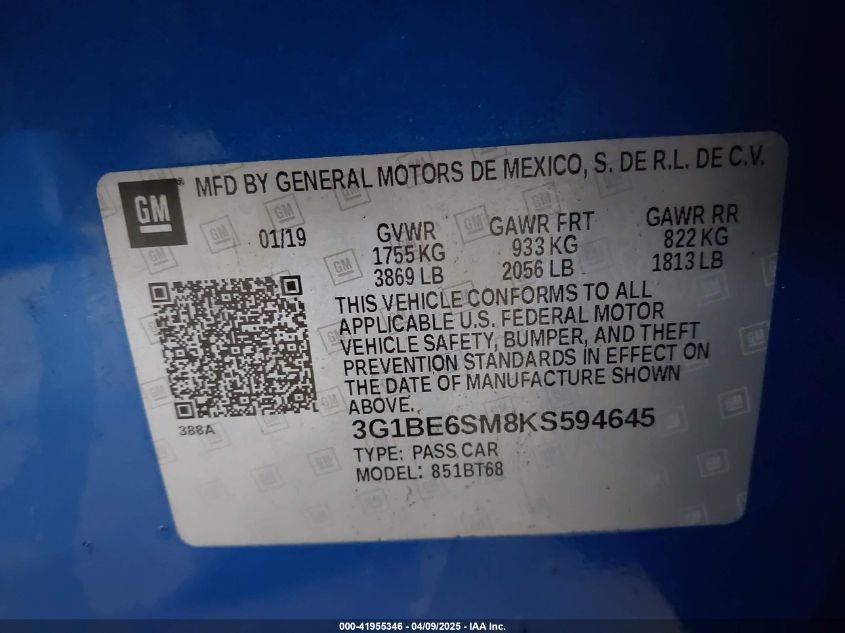 GM
MFD BY GENERAL MOTORS DE MEXICO, S. DE R.L. DE C.V.
01/19
GVWR
1755 KG
3869 LB
GAWR FRT
933 KG
2056 LB
GAWR RR
822 KG
1813 LB
THIS VEHICLE CONFORMS TO ALL
APPLICABLE U.S. FEDERAL MOTOR
VEHICLE SAFETY, BUMPER, AND THEFT
PREVENTION STANDARDS IN EFFECT ON
THE DATE OF MANUFACTURE SHOWN
ABOVE.
388A
3G1BE6SM8KS594645
TYPE: PASS CAR
MODEL: 851BT68
000-41955346 | 04/09/2025 - IAA Inc.